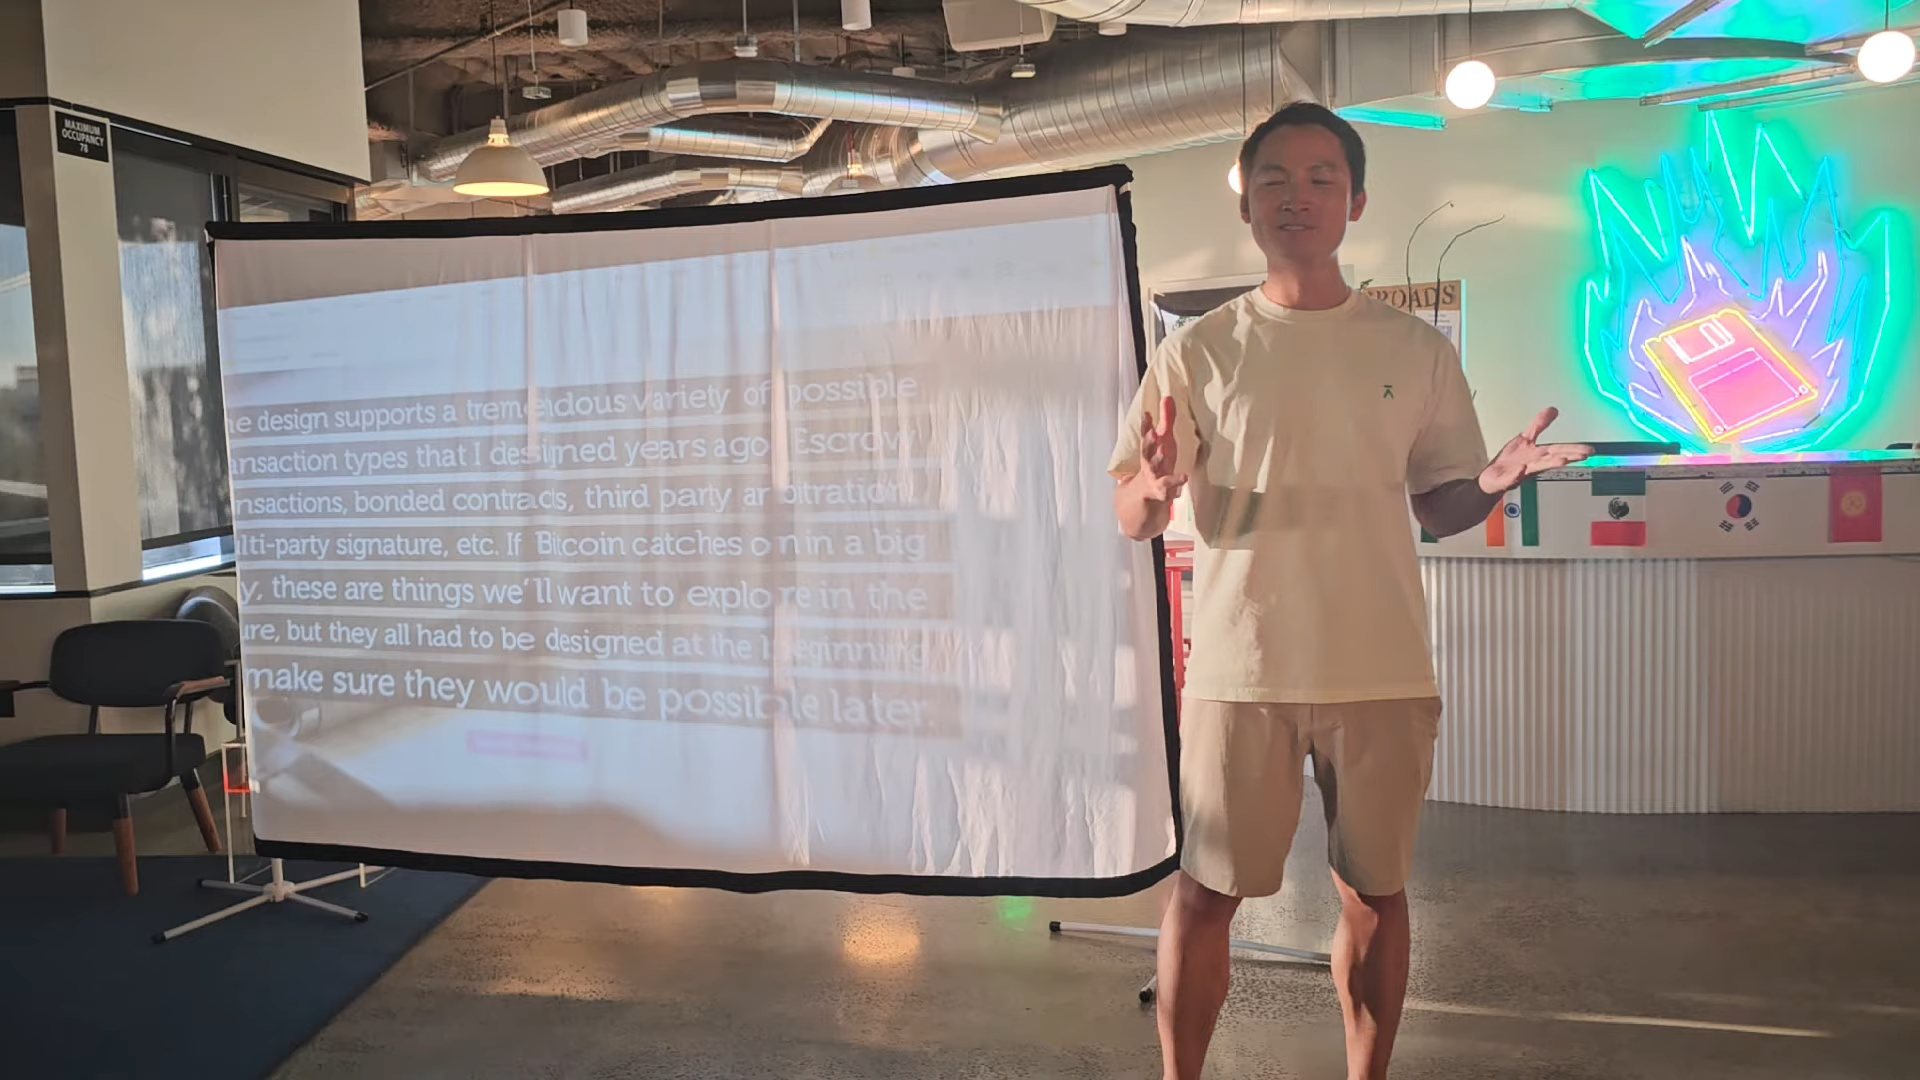 MAXIMUM
OCCUPANCY
78
he design supports a tremendous variety of possible
ansaction types that I designed years ago. Escrow
nsactions, bonded contracts, third party arbitration,
ulti-party signature, etc. If Bitcoin catches on in a big
y, these are things we'll want to explore in the
ure, but they all had to be designed at the beginning
make sure they would be possible later.
ROADS